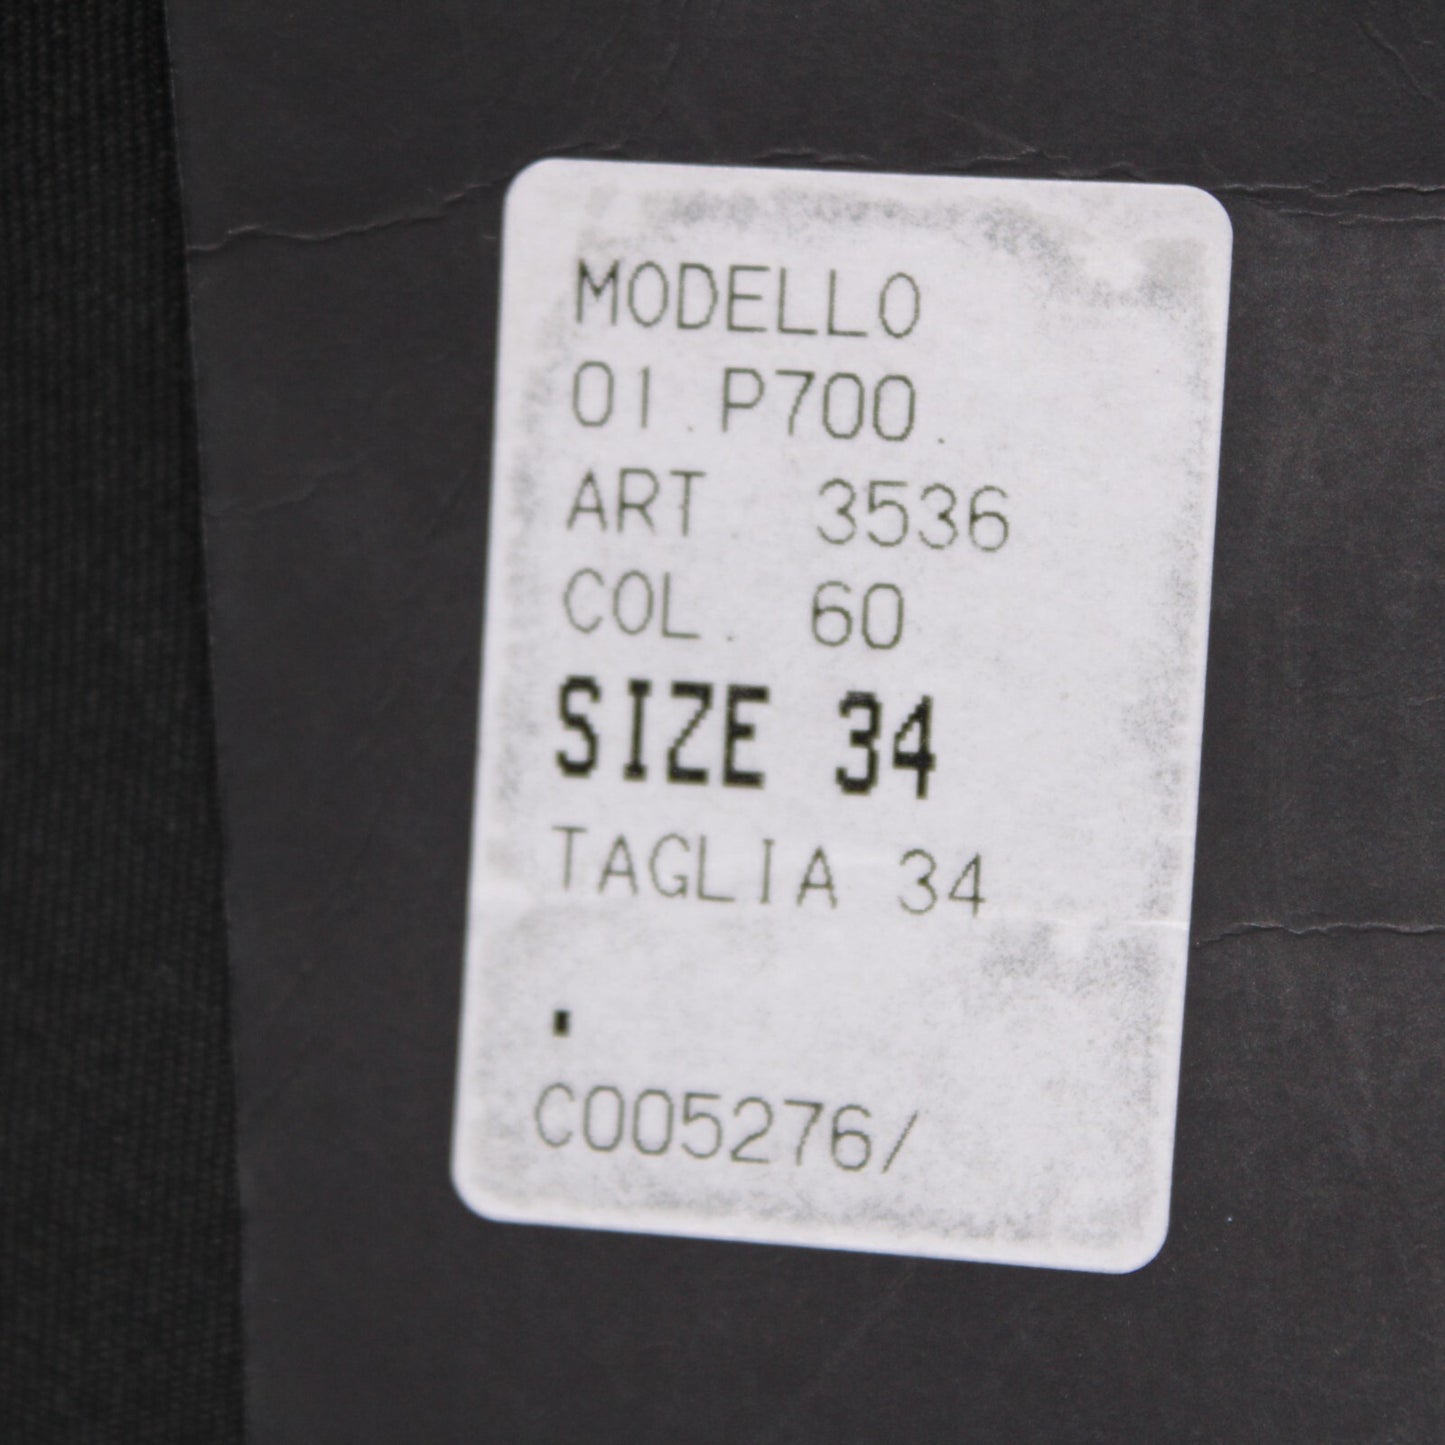 MODELLO
01.P700.
ART. 3536
COL. 60
SIZE 34
TAGLIA 34
.
C005276/